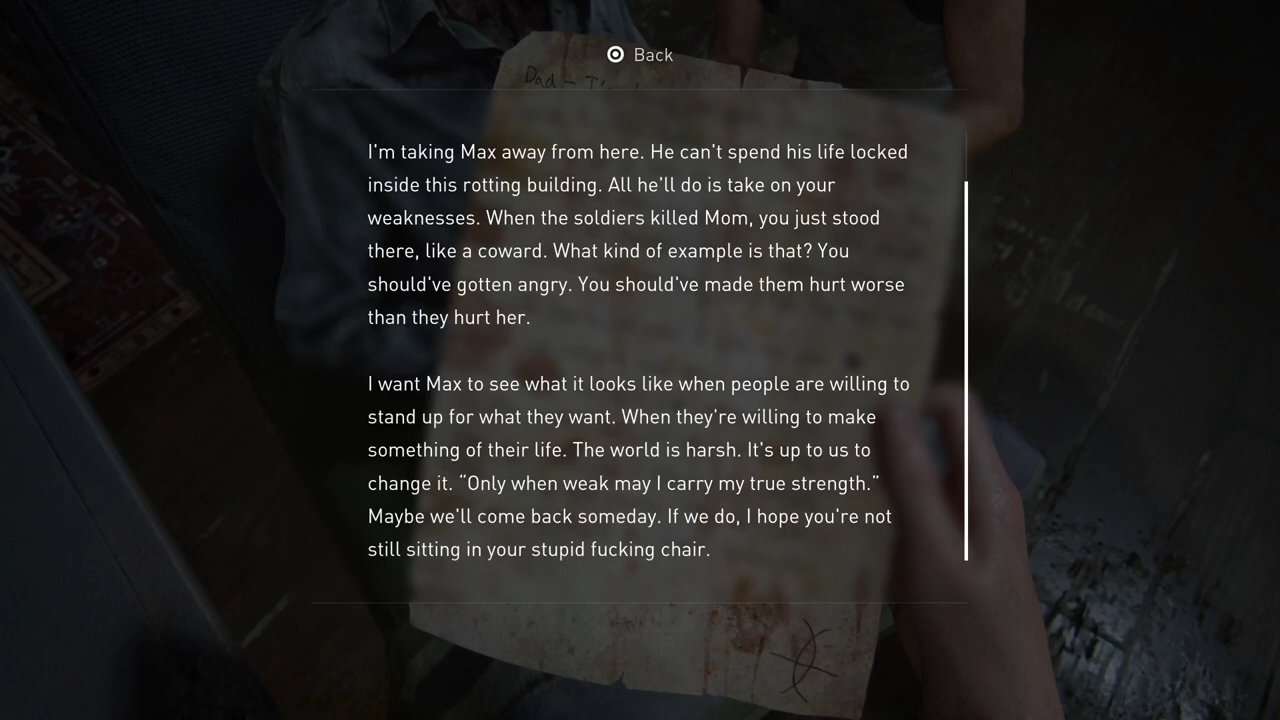 Back
Dad –
I'm taking Max away from here. He can't spend his life locked
inside this rotting building. All he'll do is take on your
weaknesses. When the soldiers killed Mom, you just stood
there, like a coward. What kind of example is that? You
should've gotten angry. You should've made them hurt worse
than they hurt her.
I want Max to see what it looks like when people are willing to
stand up for what they want. When they're willing to make
something of their life. The world is harsh. It's up to us to
change it. “Only when weak may I carry my true strength.”
Maybe we'll come back someday. If we do, I hope you're not
still sitting in your stupid fucking chair.